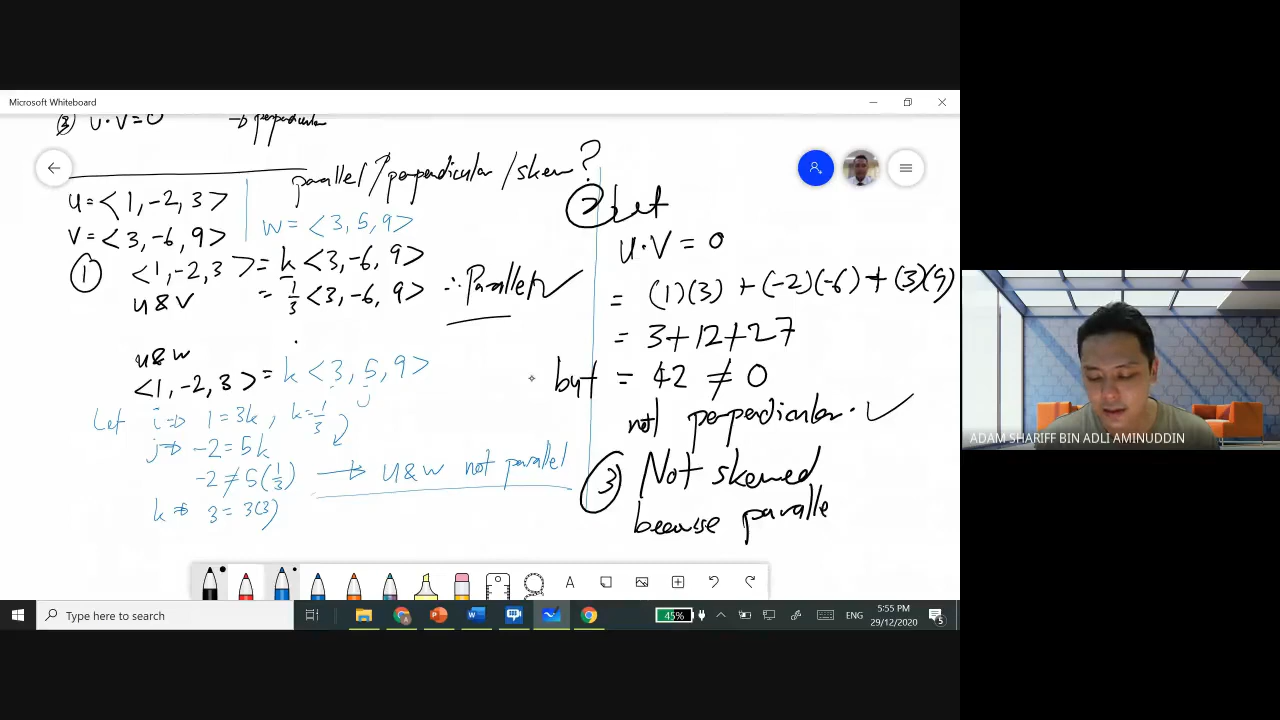 Microsoft Whiteboard
③ u·v=0 → perpendicular
parallel/perpendicular/skew?
u=<1,-2,3>
v=<3,-6,9>
w=<3,5,9>
① <1,-2,3>=k<3,-6,9>
u&v =1/3<3,-6,9> ∴Parallel✓
u&w
<1,-2,3>=k<3,5,9>
Let i⇒ 1=3k, k=1/3
j⇒ -2=5k
-2≠5(1/3) → u&w not parallel
k⇒ 3=3(3)
② Let
u·v=0
=(1)(3)+(-2)(-6)+(3)(9)
=3+12+27
but =42≠0
not perpendicular. ✓
③ Not skewed
because paralle
ADAM SHARIFF BIN ADLI AMINUDDIN
Type here to search
45%
ENG
5:55 PM
29/12/2020
5